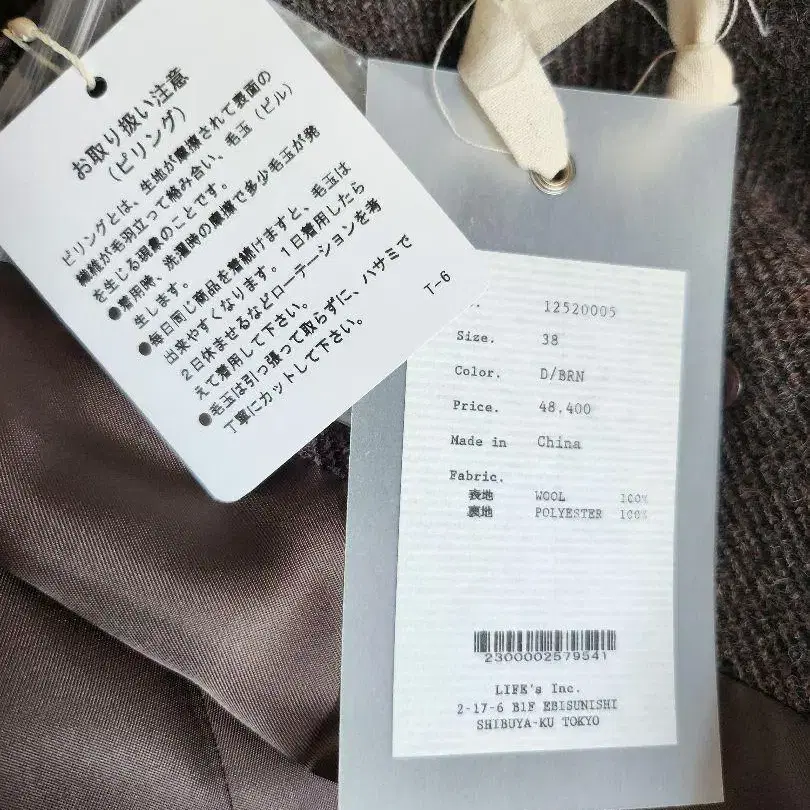 お取り扱い注意
(ピリング)
ピリングとは、生地が摩擦されて表面の
繊維が毛羽立って絡み合い、毛玉（ピル）
を生じる現象のことです。
●着用時、洗濯時の摩擦で多少毛玉が発
生します。
●毎日同じ商品を着続けますと、毛玉は
出来やすくなります。1日着用したら
2日休ませるなどローテーションを考
えて着用して下さい。
●毛玉は引っ張って取らずに、ハサミで
丁寧にカットして下さい。
T-6
12520005
Size. 38
Color. D/BRN
Price. 48,400
Made in China
Fabric.
表地 WOOL 100%
裏地 POLYESTER 100%
2300002579541
LIFE's Inc.
2-17-6 B1F EBISUNISHI
SHIBUYA-KU TOKYO